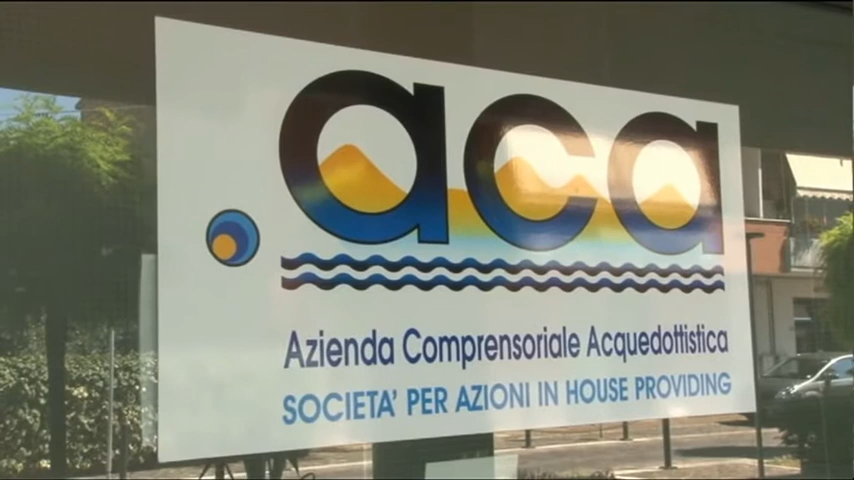 .aca
Azienda Comprensoriale Acquedottistica
SOCIETA' PER AZIONI IN HOUSE PROVIDING